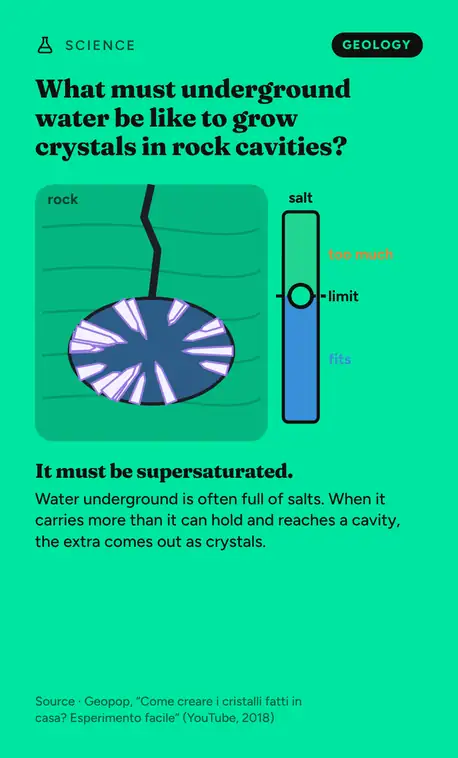 SCIENCE
GEOLOGY
What must underground
water be like to grow
crystals in rock cavities?
rock
salt
too much
limit
fits
It must be supersaturated.
Water underground is often full of salts. When it
carries more than it can hold and reaches a cavity,
the extra comes out as crystals.
Source · Geopop, “Come creare i cristalli fatti in
casa? Esperimento facile” (YouTube, 2018)